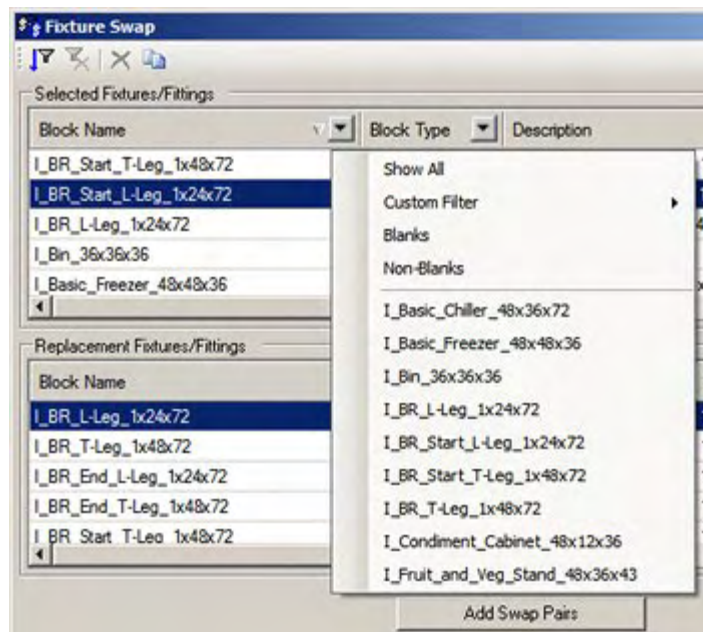 Fixture Swap
Selected Fixtures/Fittings
Block Name
Block Type
Description
I_BR_Start_T-Leg_1x48x72
I_BR_Start_L-Leg_1x24x72
I_BR_L-Leg_1x24x72
I_Bin_36x36x36
I_Basic_Freezer_48x48x36
Show All
Custom Filter
Blanks
Non-Blanks
I_Basic_Chiller_48x36x72
I_Basic_Freezer_48x48x36
I_Bin_36x36x36
I_BR_L-Leg_1x24x72
I_BR_Start_L-Leg_1x24x72
I_BR_Start_T-Leg_1x48x72
I_BR_T-Leg_1x48x72
I_Condiment_Cabinet_48x12x36
I_Fruit_and_Veg_Stand_48x36x43
Replacement Fixtures/Fittings
Block Name
I_BR_L-Leg_1x24x72
I_BR_T-Leg_1x48x72
I_BR_End_L-Leg_1x24x72
I_BR_End_T-Leg_1x48x72
I_BR_Start_T-Leg_1x48x72
Add Swap Pairs